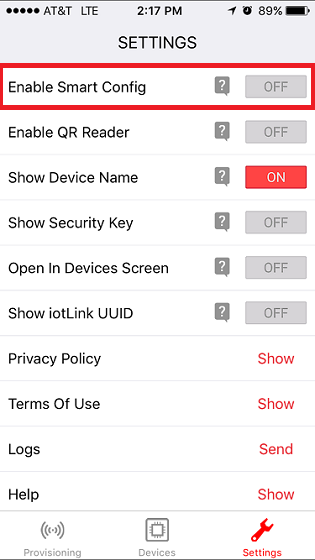 AT&T LTE 2:17 PM 89%
SETTINGS
Enable Smart Config ? OFF
Enable QR Reader ? OFF
Show Device Name ? ON
Show Security Key ? OFF
Open In Devices Screen ? OFF
Show iotLink UUID ? OFF
Privacy Policy Show
Terms Of Use Show
Logs Send
Help Show
Provisioning Devices Settings